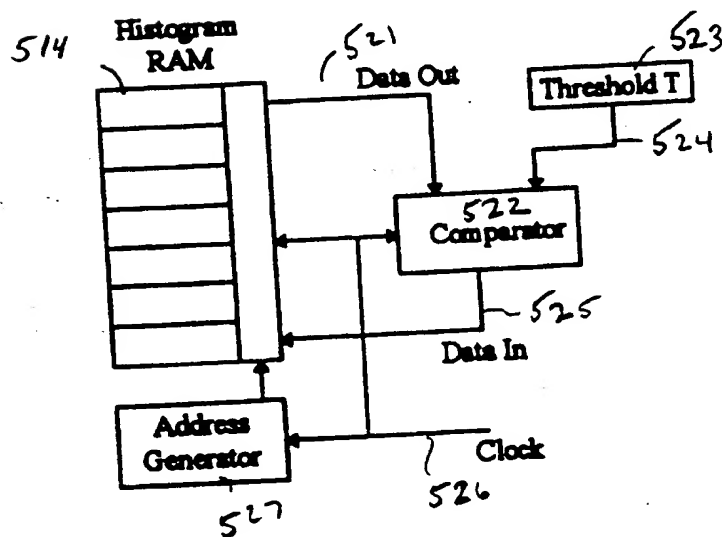 514
Histogram
RAM
521
Data Out
523
Threshold T
524
522
Comparator
525
Data In
Address
Generator
Clock
526
527